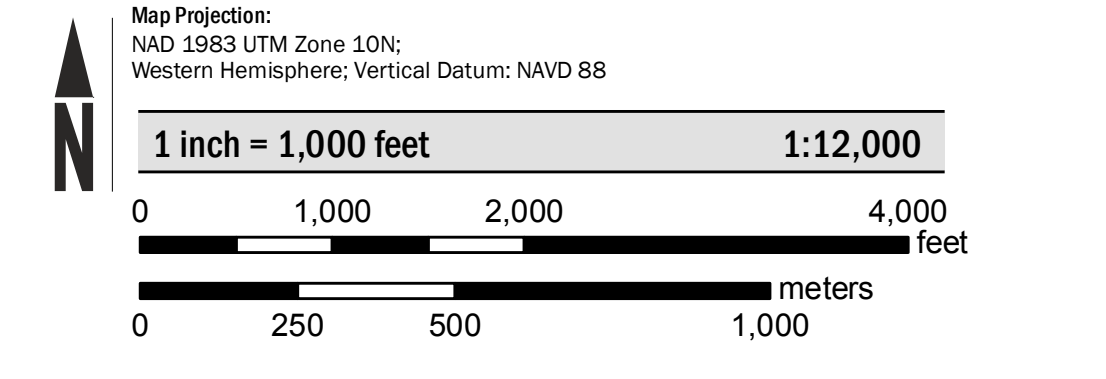 Map Projection:
NAD 1983 UTM Zone 10N;
Western Hemisphere; Vertical Datum: NAVD 88
N
1 inch = 1,000 feet 1:12,000
0 1,000 2,000 4,000
feet
meters
0 250 500 1,000